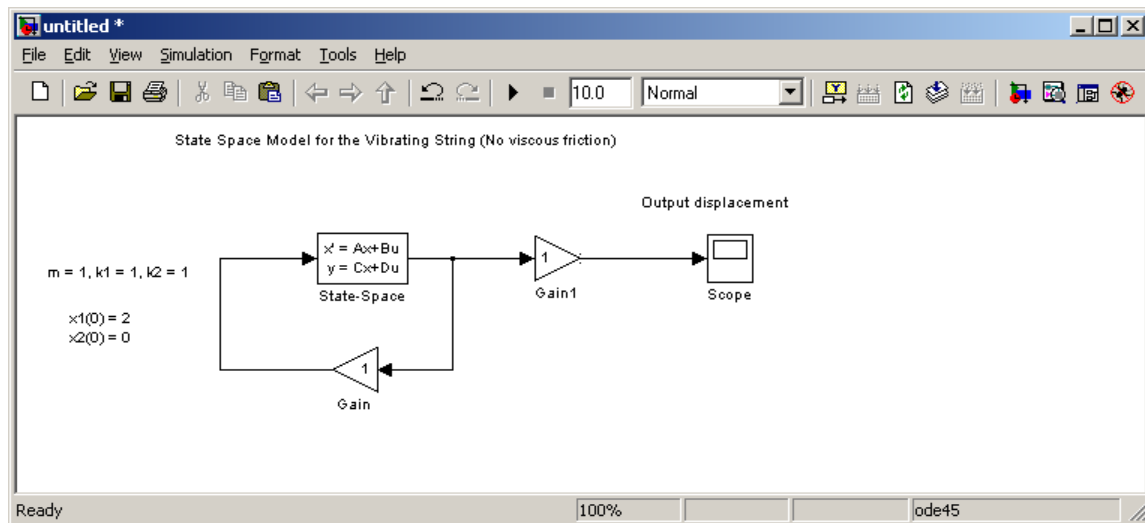 untitled *
File Edit View Simulation Format Tools Help
10.0 Normal
State Space Model for the Vibrating String (No viscous friction)
Output displacement
x' = Ax+Bu
y = Cx+Du
State-Space
1
Gain1
Scope
m = 1, k1 = 1, k2 = 1
x1(0) = 2
x2(0) = 0
1
Gain
Ready 100% ode45